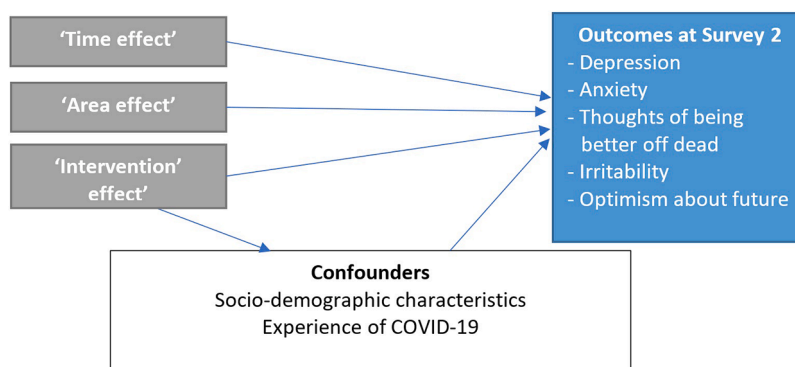 ‘Time effect’
‘Area effect’
‘Intervention’
effect’
Outcomes at Survey 2
- Depression
- Anxiety
- Thoughts of being
better off dead
- Irritability
- Optimism about future
Confounders
Socio-demographic characteristics
Experience of COVID-19